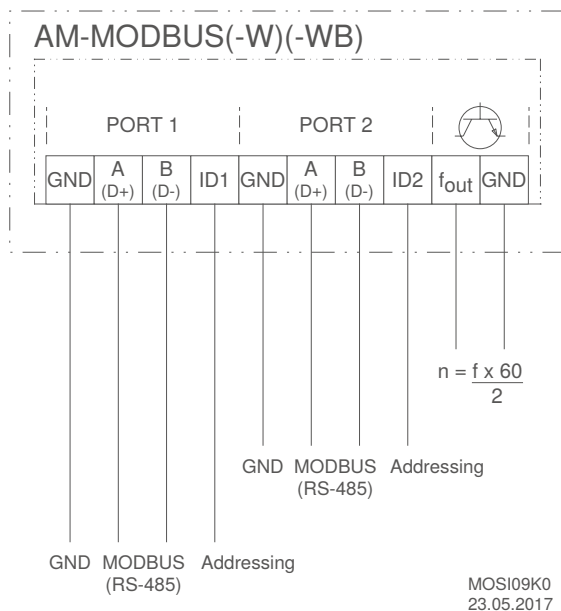 AM-MODBUS(-W)(-WB)
PORT 1 PORT 2
GND A (D+) B (D-) ID1 GND A (D+) B (D-) ID2 fout GND
n = f x 60
2
GND MODBUS Addressing
(RS-485)
GND MODBUS Addressing
(RS-485)
MOSI09K0
23.05.2017